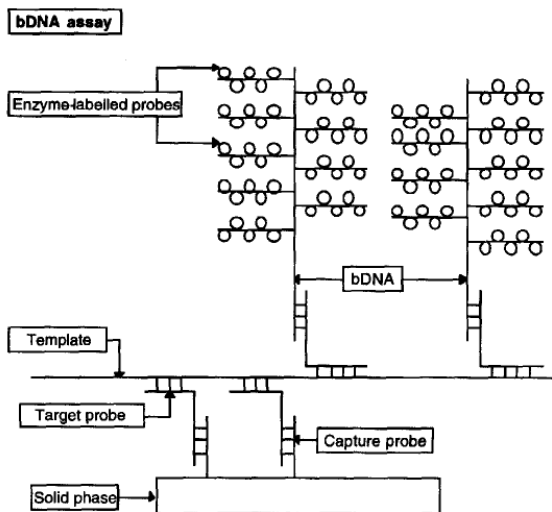 bDNA assay
Enzyme-labelled probes
bDNA
Template
Target probe
Capture probe
Solid phase